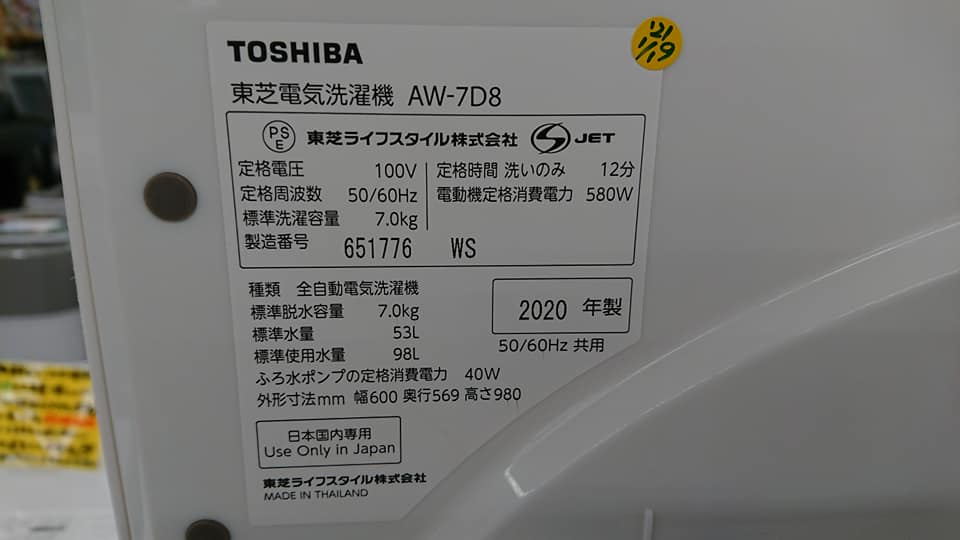 121
1/19
TOSHIBA
東芝電気洗濯機 AW-7D8
PSE 東芝ライフスタイル株式会社 JET
定格電圧 100V 定格時間 洗いのみ 12分
定格周波数 50/60Hz 電動機定格消費電力 580W
標準洗濯容量 7.0kg
製造番号 651776 WS
種類 全自動電気洗濯機
標準脱水容量 7.0kg
標準水量 53L
標準使用水量 98L
2020 年製
50/60Hz 共用
ふろ水ポンプの定格消費電力 40W
外形寸法mm 幅600 奥行569 高さ980
日本国内専用
Use Only in Japan
東芝ライフスタイル株式会社
MADE IN THAILAND